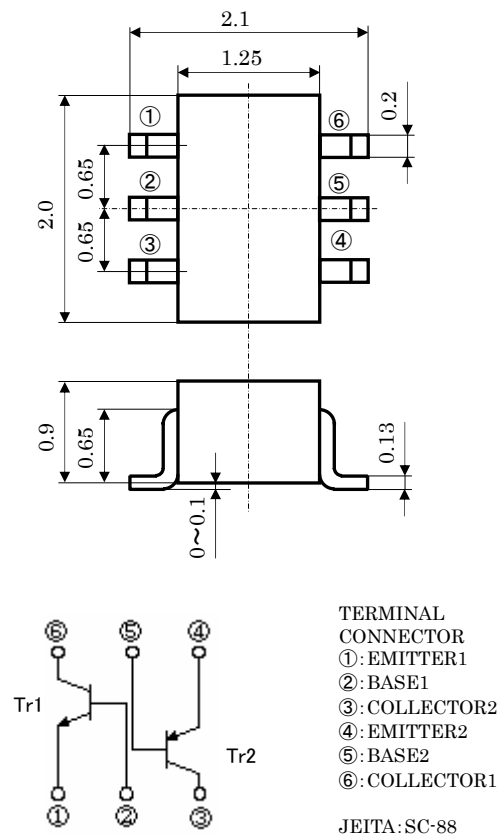 2.1
1.25
0.2
① ⑥
0.65
② ⑤
2.0
0.65
③ ④
0.9
0.65
0.13
0～0.1
⑥ ⑤ ④
Tr1
Tr2
① ② ③
TERMINAL
CONNECTOR
①:EMITTER1
②:BASE1
③:COLLECTOR2
④:EMITTER2
⑤:BASE2
⑥:COLLECTOR1
JEITA:SC-88